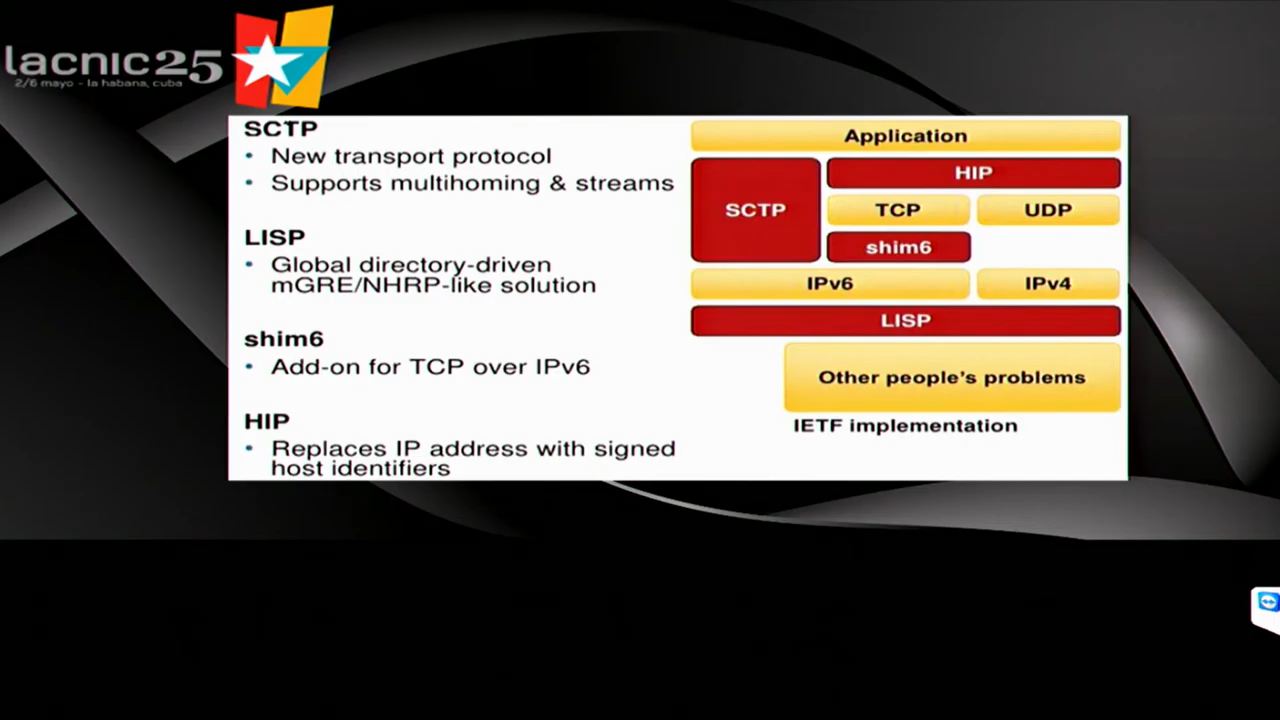 lacnic25
2/6 mayo - la habana, cuba
SCTP
• New transport protocol
• Supports multihoming & streams
LISP
• Global directory-driven
mGRE/NHRP-like solution
shim6
• Add-on for TCP over IPv6
HIP
• Replaces IP address with signed
host identifiers
Application
HIP
SCTP
TCP
UDP
shim6
IPv6
IPv4
LISP
Other people's problems
IETF implementation